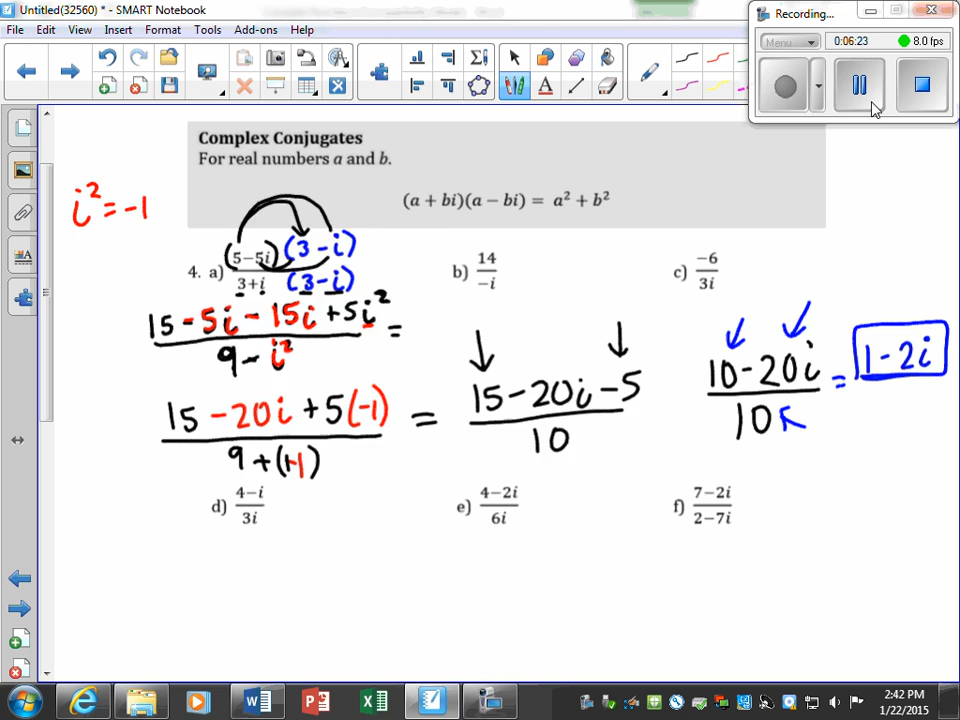 Untitled(32560) * - SMART Notebook
File Edit View Insert Format Tools Add-ons Help
Recording...
Menu 0:06:23 8.0 fps
Complex Conjugates
For real numbers a and b.
(a + bi)(a − bi) = a² + b²
i² = -1
4. a) (5−5i)/(3+i) (3-i)/(3-i)
b) 14/−i
c) −6/3i
15 - 5i - 15i + 5i² =
9 - i²
15 - 20i + 5(-1) =
9 + (+1)
15 - 20i - 5
10
10 - 20i = 1 - 2i
10
d) 4−i/3i
e) 4−2i/6i
f) 7−2i/2−7i
2:42 PM
1/22/2015